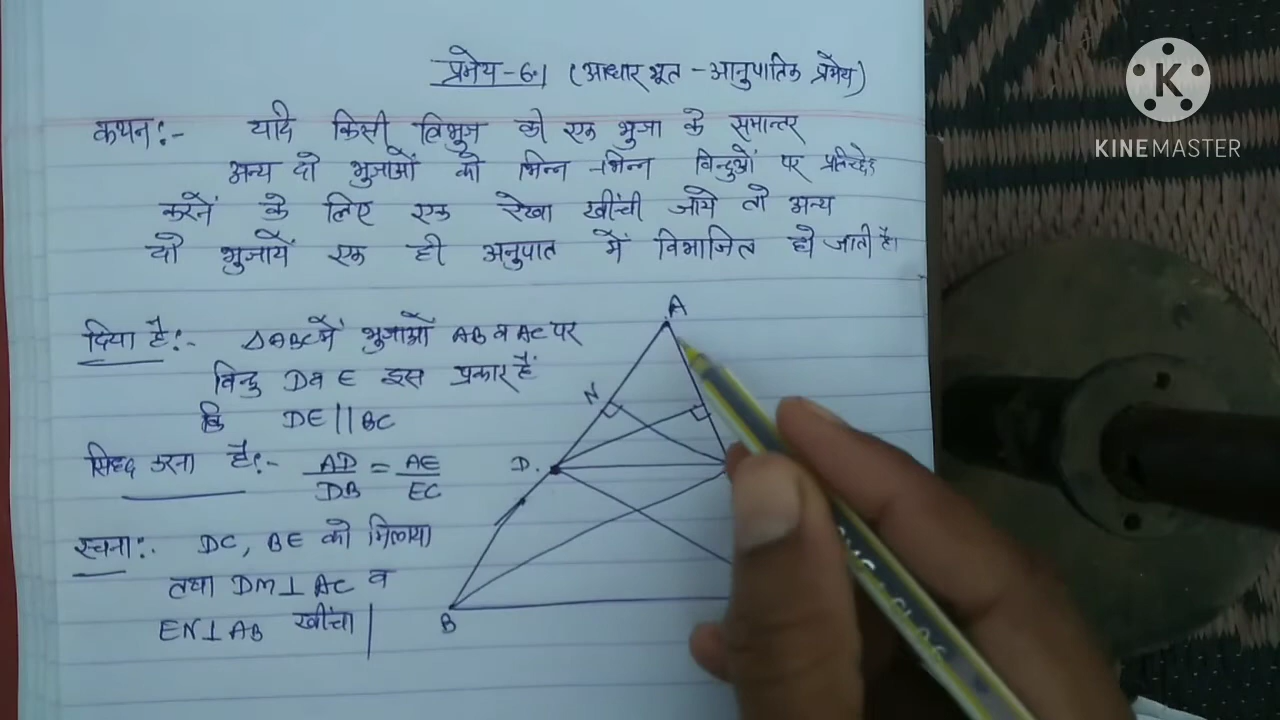 प्रमेय-6.1 (आधारभूत-आनुपातिक प्रमेय)
कथन:- यदि किसी त्रिभुज को एक भुजा के समान्तर
अन्य दो भुजाओं को भिन्न-भिन्न विन्दुओं पर प्रतिच्छेद
करनें के लिए एक रेखा खींची जाये तो अन्य
दो भुजायें एक ही अनुपात में विभाजित हो जाती है।
दिया है:- △ABC में भुजाओं AB व AC पर
विन्दु D व E इस प्रकार हैं
कि DE||BC
सिद्ध करना है:- AD/DB = AE/EC
रचना:. DC, BE को मिलाया
तथा DM⊥AC व
EN⊥AB खींचा|
A
N
D.
B
K
KINEMASTER